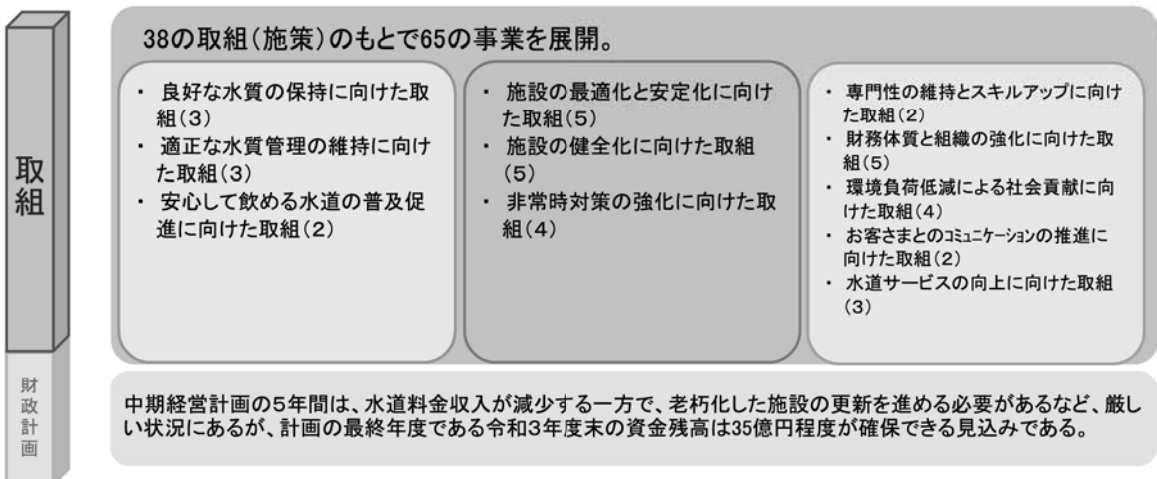 取組
38の取組(施策)のもとで65の事業を展開。
・ 良好な水質の保持に向けた取
組(3)
・ 適正な水質管理の維持に向け
た取組(3)
・ 安心して飲める水道の普及促
進に向けた取組(2)
・ 施設の最適化と安定化に向け
た取組(5)
・ 施設の健全化に向けた取組
(5)
・ 非常時対策の強化に向けた取
組(4)
・ 専門性の維持とスキルアップに向け
た取組(2)
・ 財務体質と組織の強化に向けた取
組(5)
・ 環境負荷低減による社会貢献に向
けた取組(4)
・ お客さまとのコミュニケーションの推進に
向けた取組(2)
・ 水道サービスの向上に向けた取組
(3)
財政計画
中期経営計画の5年間は、水道料金収入が減少する一方で、老朽化した施設の更新を進める必要があるなど、厳し
い状況にあるが、計画の最終年度である令和3年度末の資金残高は35億円程度が確保できる見込みである。